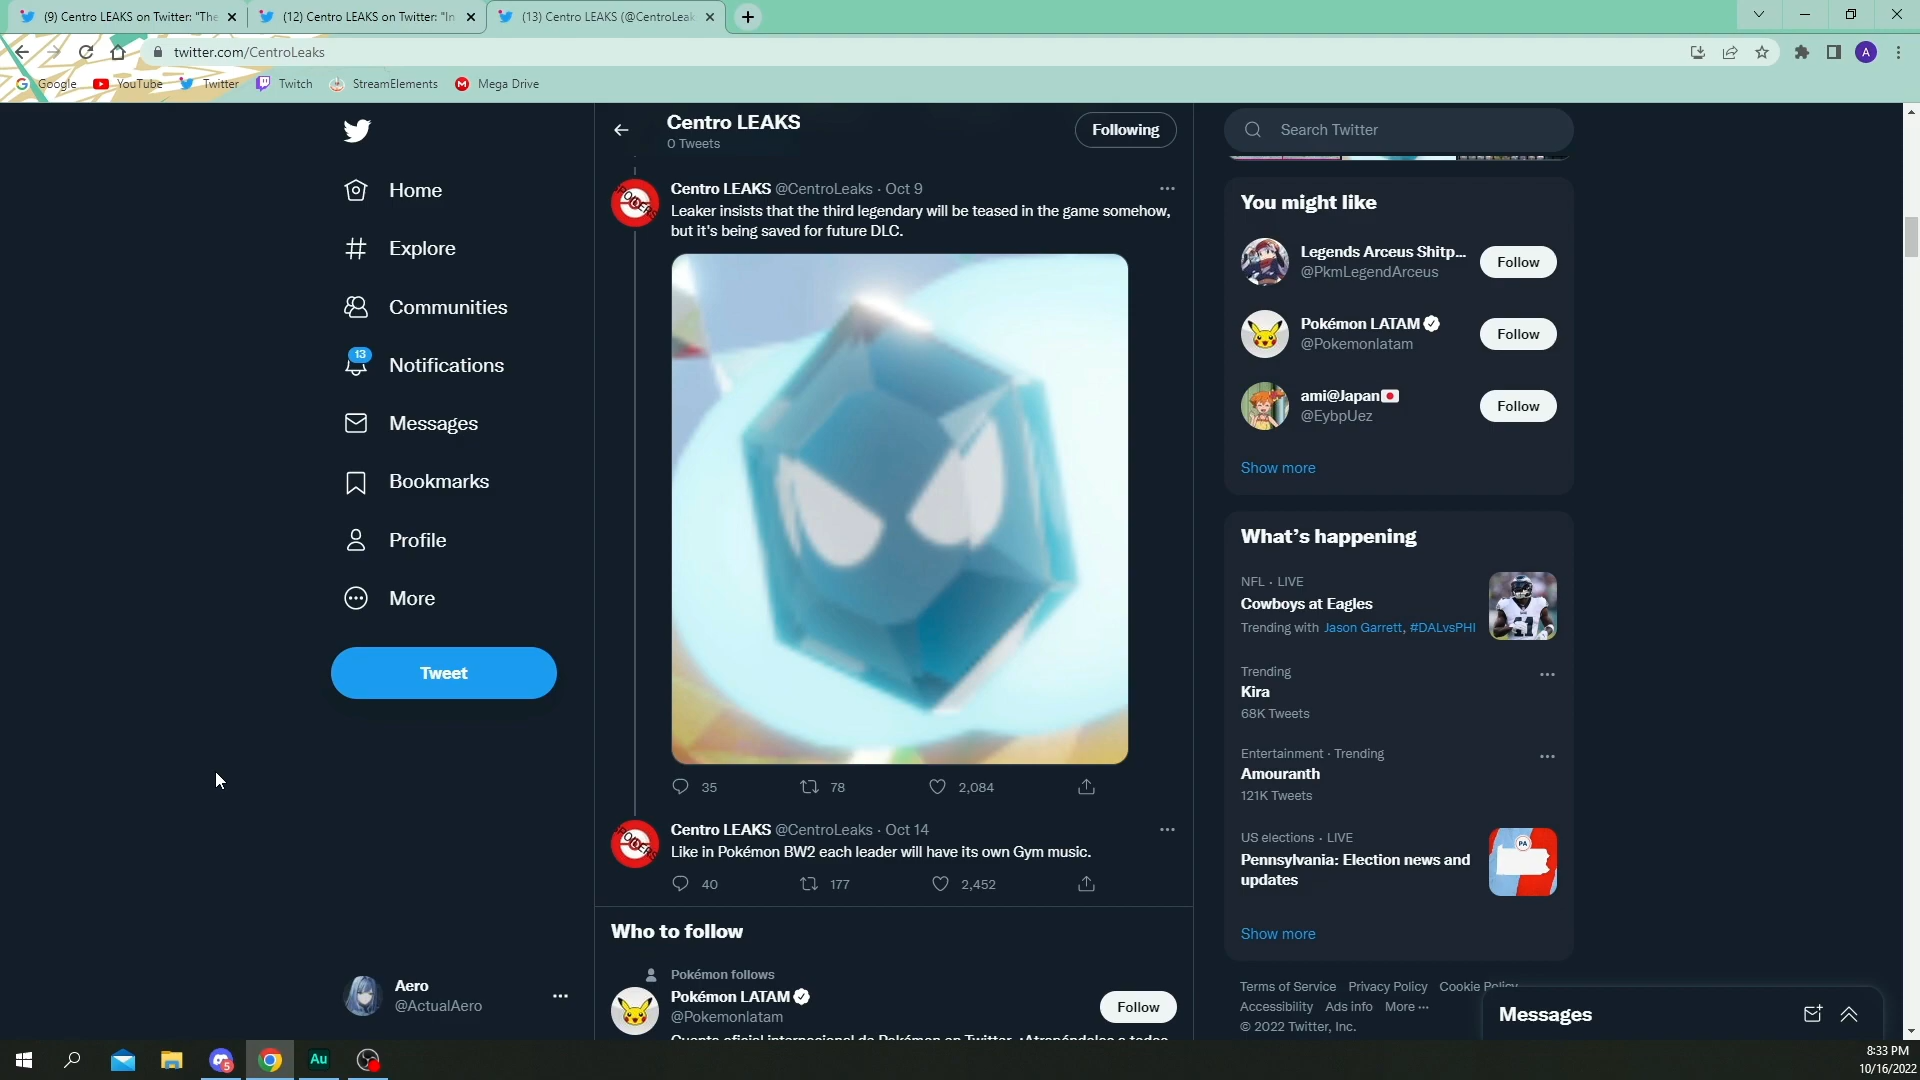 (9) Centro LEAKS on Twitter: "The
(12) Centro LEAKS on Twitter: "In
(13) Centro LEAKS (@CentroLeak
twitter.com/CentroLeaks
A
Google
YouTube
Twitter
Twitch
StreamElements
Mega Drive
Home
Explore
Communities
13
Notifications
Messages
Bookmarks
Profile
More
Tweet
Aero
@ActualAero
Centro LEAKS
0 Tweets
Following
Centro LEAKS @CentroLeaks · Oct 9
Leaker insists that the third legendary will be teased in the game somehow,
but it's being saved for future DLC.
35 78 2,084
Centro LEAKS @CentroLeaks · Oct 14
Like in Pokémon BW2 each leader will have its own Gym music.
40 177 2,452
Who to follow
Pokémon follows
Pokémon LATAM
@Pokemonlatam
Follow
Search Twitter
You might like
Legends Arceus Shitp...
@PkmLegendArceus
Follow
Pokémon LATAM
@Pokemonlatam
Follow
ami@Japan
@EybpUez
Follow
Show more
What's happening
NFL · LIVE
Cowboys at Eagles
Trending with Jason Garrett, #DALvsPHI
Trending
Kira
68K Tweets
Entertainment · Trending
Amouranth
121K Tweets
US elections · LIVE
Pennsylvania: Election news and
updates
PA
Show more
Terms of Service Privacy Policy Cookie Policy
Accessibility Ads info More ···
© 2022 Twitter, Inc.
Messages
5
Au
8:33 PM
10/16/2022